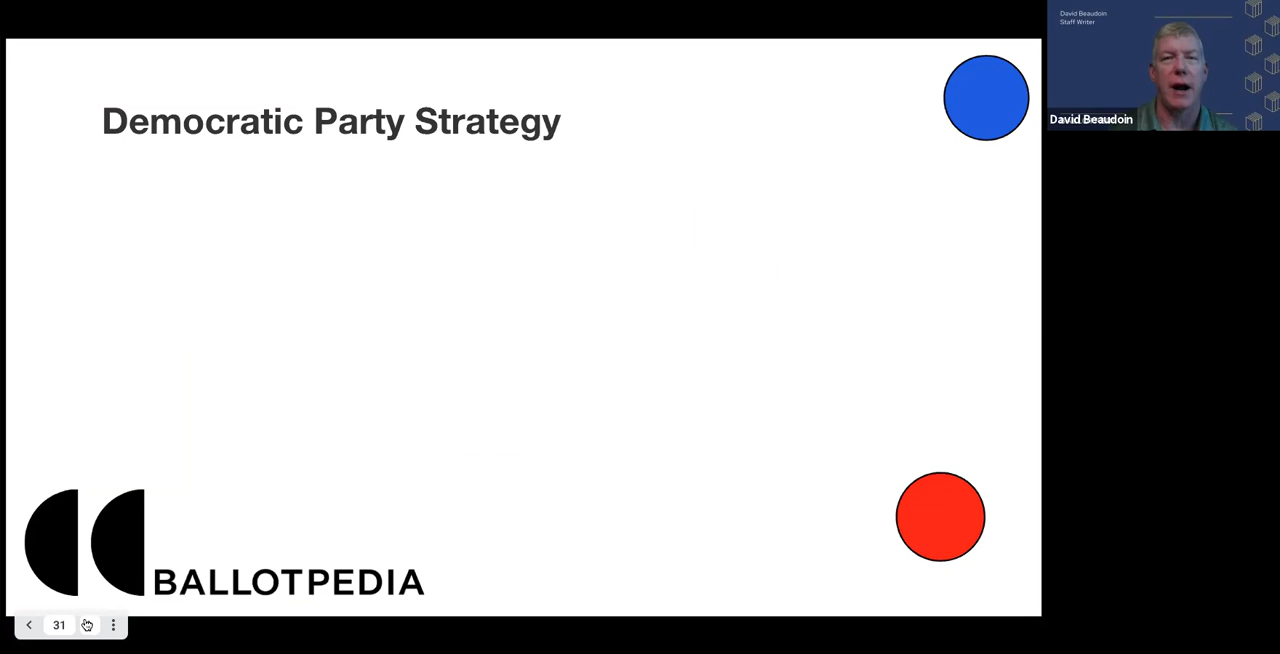 David Beaudoin
Staff Writer
Democratic Party Strategy
David Beaudoin
BALLOTPEDIA
31